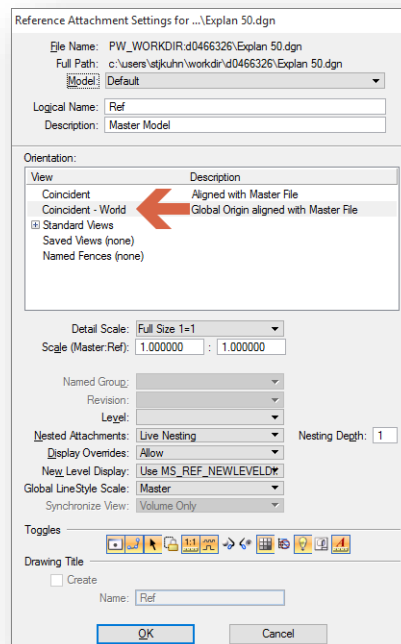 Reference Attachment Settings for ...\Explan 50.dgn
File Name: PW_WORKDIR:d0466326\Explan 50.dgn
Full Path: c:\users\stjkuhn\workdir\d0466326\Explan 50.dgn
Model: Default
Logical Name: Ref
Description: Master Model
Orientation:
View Description
Coincident Aligned with Master File
Coincident - World Global Origin aligned with Master File
Standard Views
Saved Views (none)
Named Fences (none)
Detail Scale: Full Size 1=1
Scale (Master:Ref): 1.000000 : 1.000000
Named Group:
Revision:
Level:
Nested Attachments: Live Nesting Nesting Depth: 1
Display Overrides: Allow
New Level Display: Use MS_REF_NEWLEVELDI
Global LineStyle Scale: Master
Synchronize View: Volume Only
Toggles
1:1 A
Drawing Title
Create
Name: Ref
OK Cancel